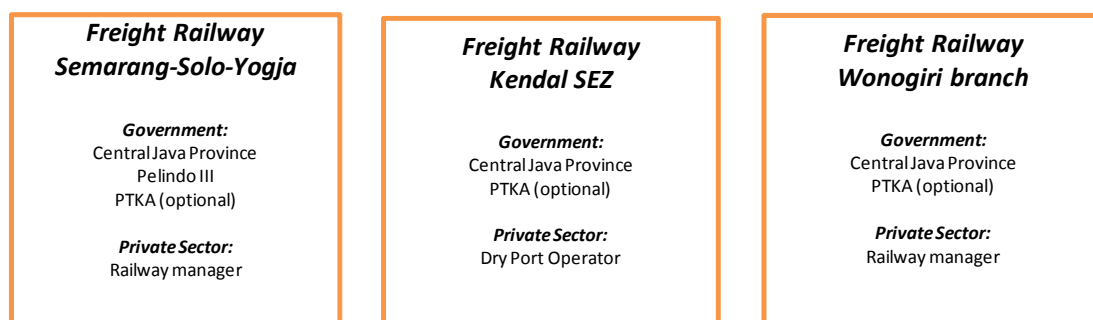 Freight Railway
Semarang-Solo-Yogja
Government:
Central Java Province
Pelindo III
PTKA (optional)
Private Sector:
Railway manager
Freight Railway
Kendal SEZ
Government:
Central Java Province
PTKA (optional)
Private Sector:
Dry Port Operator
Freight Railway
Wonogiri branch
Government:
Central Java Province
PTKA (optional)
Private Sector:
Railway manager